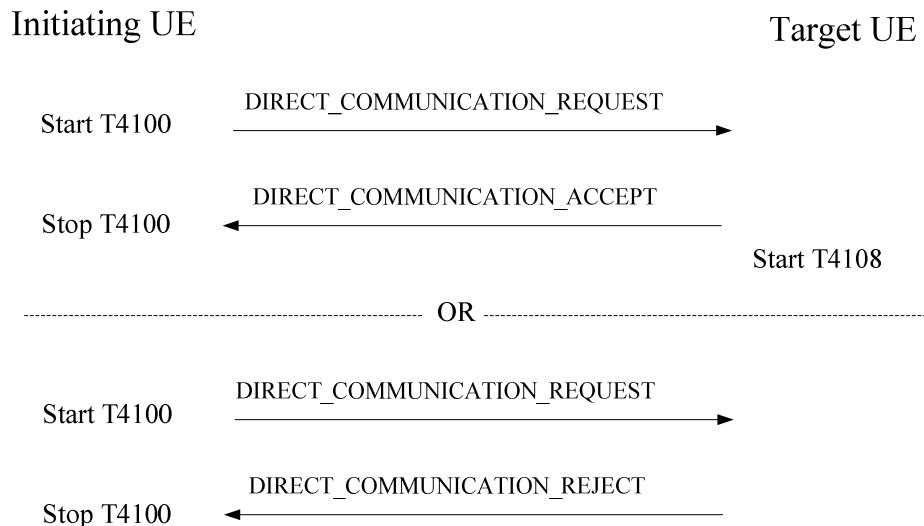 Initiating UE
Target UE
DIRECT_COMMUNICATION_REQUEST
Start T4100
DIRECT_COMMUNICATION_ACCEPT
Stop T4100
Start T4108
OR
DIRECT_COMMUNICATION_REQUEST
Start T4100
DIRECT_COMMUNICATION_REJECT
Stop T4100